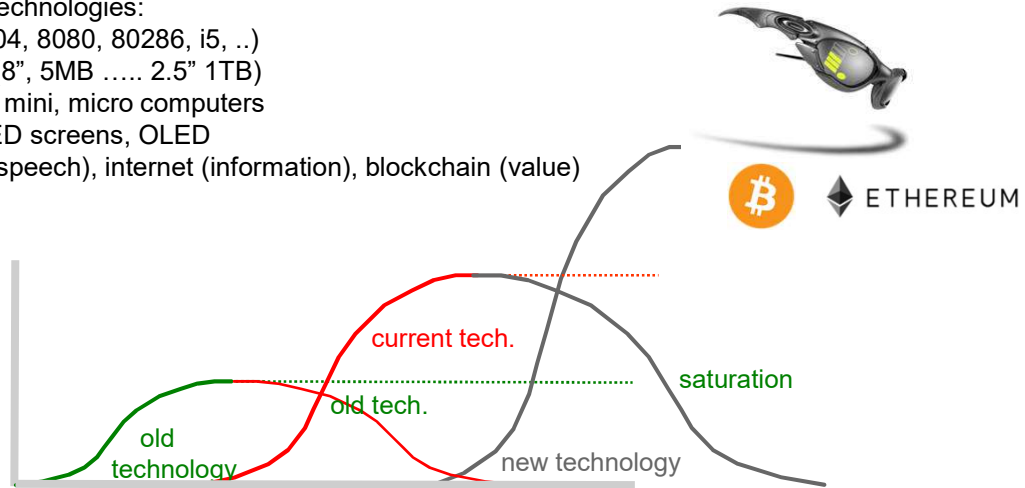 echnologies:
04, 8080, 80286, i5, ..)
8”, 5MB ….. 2.5” 1TB)
mini, micro computers
ED screens, OLED
speech), internet (information), blockchain (value)
ETHEREUM
current tech.
saturation
old tech.
old
technology
new technology